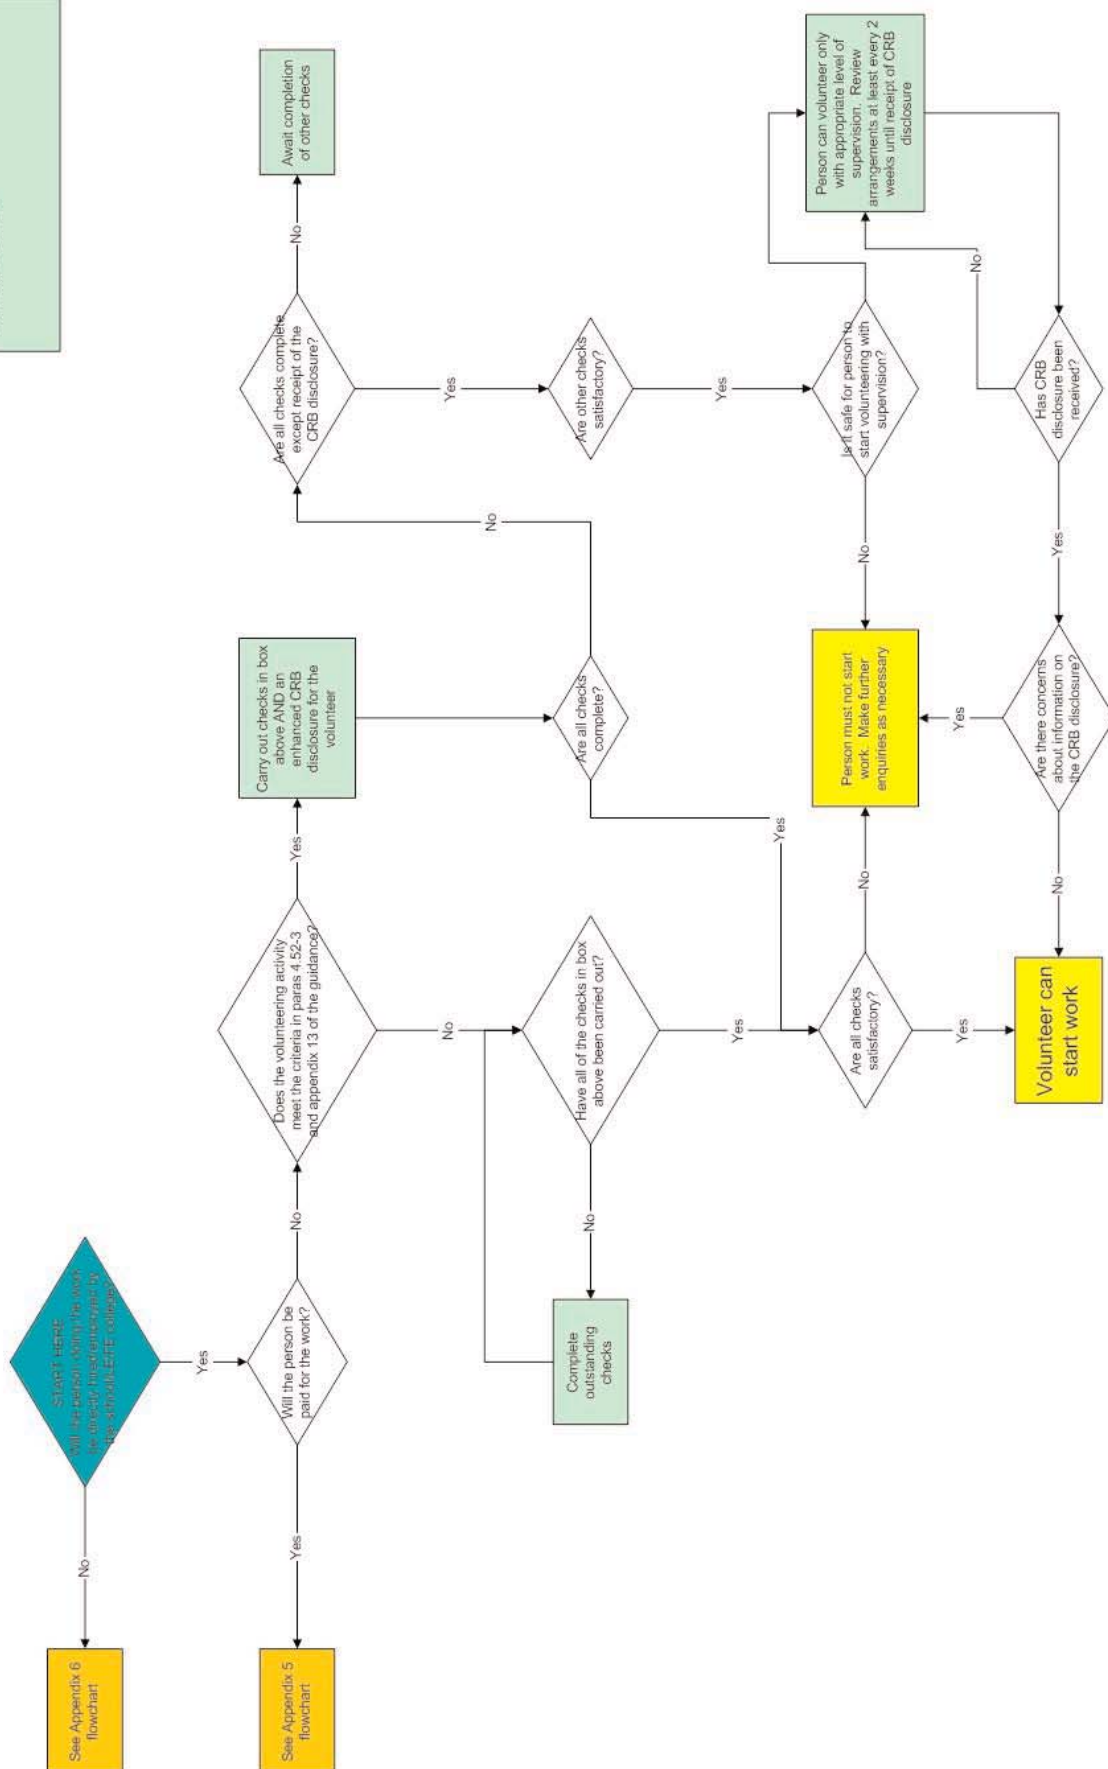 START HERE
Will the person doing the work
be directly hired/employed by
the school/LE/FE college?
No
See Appendix 6
flowchart
Yes
Will the person be
paid for the work?
Yes
See Appendix 5
flowchart
No
Does the volunteering activity
meet the criteria in paras 4.52-3
and appendix 13 of the guidance?
Yes
Carry out checks in box
above AND an
enhanced CRB
disclosure for the
volunteer
No
Have all of the checks in box
above been carried out?
No
Complete
outstanding
checks
Yes
Are all checks
complete?
No
Yes
Are all checks complete
except receipt of the
CRB disclosure?
No
Await completion
of other checks
Yes
Are other checks
satisfactory?
Yes
Is it safe for person to
start volunteering with
supervision?
No
Person can volunteer only
with appropriate level of
supervision. Review
arrangements at least every 2
weeks until receipt of CRB
disclosure
Are all checks
satisfactory?
No
Person must not start
work. Make further
enquiries as necessary
Yes
Volunteer can
start work
Has CRB
disclosure been
received?
No
Yes
Are there concerns
about information on
the CRB disclosure?
Yes
No